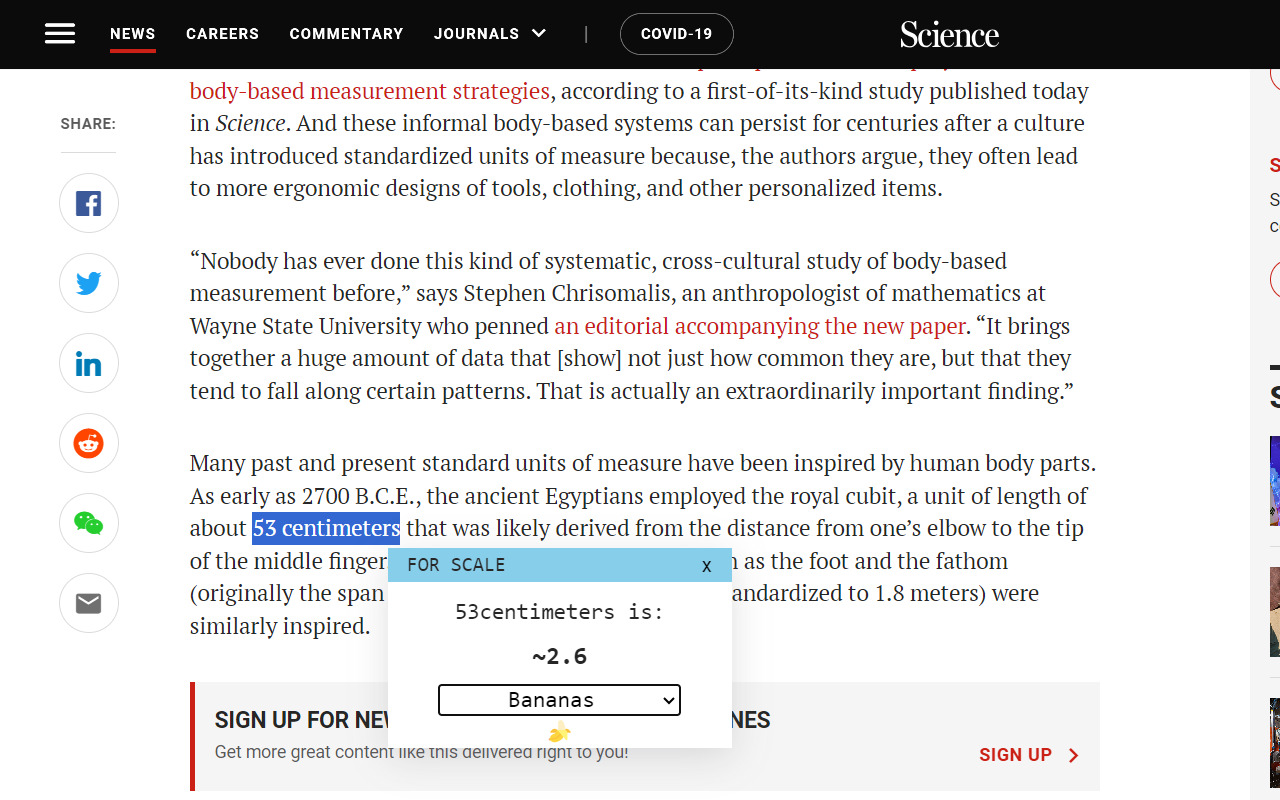 NEWS CAREERS COMMENTARY JOURNALS | COVID-19 Science
SHARE:
body-based measurement strategies, according to a first-of-its-kind study published today
in Science. And these informal body-based systems can persist for centuries after a culture
has introduced standardized units of measure because, the authors argue, they often lead
to more ergonomic designs of tools, clothing, and other personalized items.
“Nobody has ever done this kind of systematic, cross-cultural study of body-based
measurement before,” says Stephen Chrisomalis, an anthropologist of mathematics at
Wayne State University who penned an editorial accompanying the new paper. “It brings
together a huge amount of data that [show] not just how common they are, but that they
tend to fall along certain patterns. That is actually an extraordinarily important finding.”
Many past and present standard units of measure have been inspired by human body parts.
As early as 2700 B.C.E., the ancient Egyptians employed the royal cubit, a unit of length of
about 53 centimeters that was likely derived from the distance from one’s elbow to the tip
of the middle finger as the foot and the fathom
(originally the span 1.8 meters) were
similarly inspired.
FOR SCALE x
53centimeters is:
~2.6
Bananas
SIGN UP FOR
Get more great content like this delivered right to you!
SIGN UP